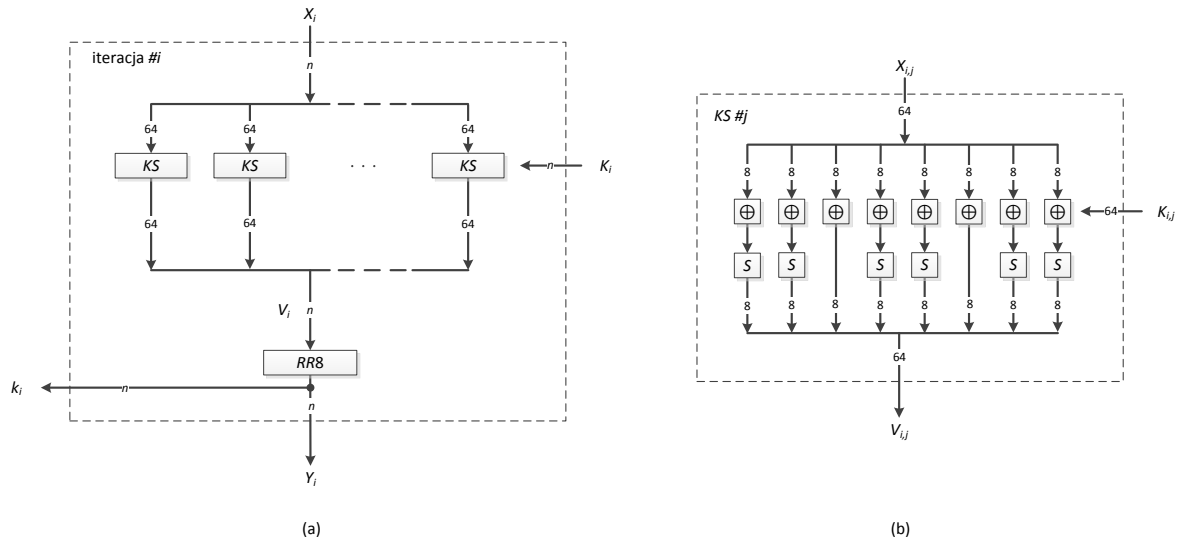 X_i
iteracja #i
n
64 64 64
KS KS · · · KS
n K_i
64 64 64
V_i n
RR8
k_i n
n
Y_i
(a)
X_{i,j}
KS #j
64
8 8 8 8 8 8 8 8
⊕ ⊕ ⊕ ⊕ ⊕ ⊕ ⊕ ⊕
64 K_{i,j}
S S S S S S
8 8 8 8 8 8 8 8
64
V_{i,j}
(b)